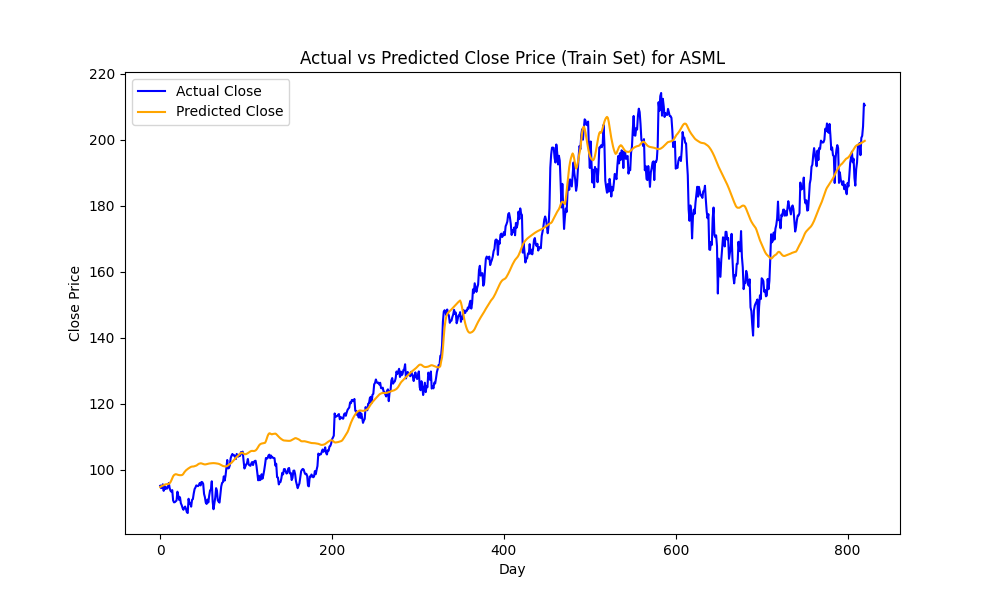 Actual vs Predicted Close Price (Train Set) for ASML
Actual Close
Predicted Close
220
200
180
160
140
120
100
Close Price
0
200
400
600
800
Day